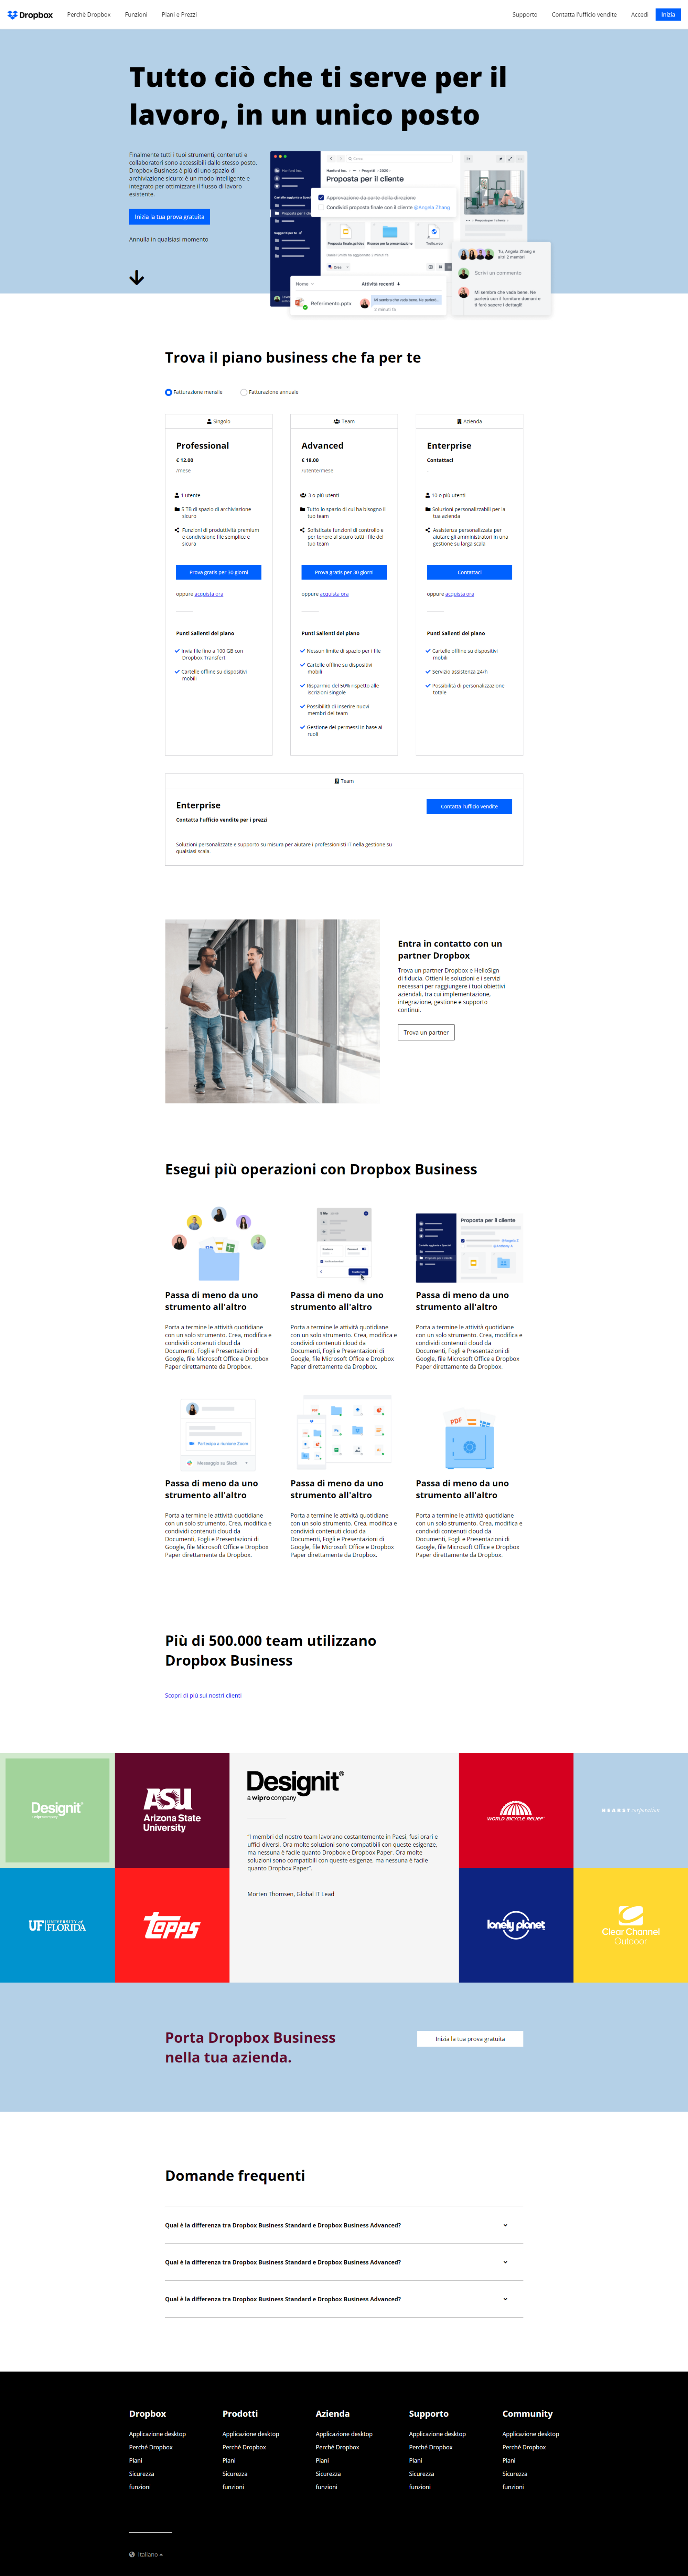 Dropbox Perché Dropbox Funzioni Piani e Prezzi Supporto Contatta l'ufficio vendite Accedi Inizia
Tutto ciò che ti serve per il
lavoro, in un unico posto
Finalmente tutti i tuoi strumenti, contenuti e
collaboratori sono accessibili dallo stesso posto.
Dropbox Business è più di uno spazio di
archiviazione sicuro: è un modo intelligente e
integrato per ottimizzare il flusso di lavoro
esistente.
Inizia la tua prova gratuita
Annulla in qualsiasi momento
Proposta per il cliente
Approvazione da parte della direzione
Condividi proposta finale con il cliente @Angela Zhang
Proposta finale.gslides
Piano per la presentazione
Trello.web
Crea
Nome
Attività recenti
Referimento.pptx
Mi sembra che vada bene. Ne parlerò...
2 minuti fa
Tu, Angela Zheng e
altri 2 membri
Scrivi un commento
Mi sembra che vada bene. Ne
parlerò con il fornitore domani e
ti farò sapere i dettagli!
Trova il piano business che fa per te
Fatturazione mensile Fatturazione annuale
Singolo
Professional
€ 12.00
/mese
1 utente
5 TB di spazio di archiviazione
sicuro
Funzioni di produttività premium
e condivisione file semplice e
sicura
Prova gratis per 30 giorni
oppure acquista ora
Punti Salienti del piano
Invia file fino a 100 GB con
Dropbox Transfert
Cartelle offline su dispositivi
mobili
Team
Advanced
€ 18.00
/utente/mese
3 o più utenti
Tutto lo spazio di cui ha bisogno il
tuo team
Sofisticate funzioni di controllo e
per tenere al sicuro tutti i file del
tuo team
Prova gratis per 30 giorni
oppure acquista ora
Punti Salienti del piano
Nessun limite di spazio per i file
Cartelle offline su dispositivi
mobili
Risparmio del 50% rispetto alle
iscrizioni singole
Possibilità di inserire nuovi
membri del team
Gestione dei permessi in base ai
ruoli
Azienda
Enterprise
Contattaci
-
10 o più utenti
Soluzioni personalizzabili per la
tua azienda
Assistenza personalizzata per
aiutare gli amministratori in una
gestione su larga scala
Contattaci
oppure acquista ora
Punti Salienti del piano
Cartelle offline su dispositivi
mobili
Servizio assistenza 24/h
Possibilità di personalizzazione
totale
Team
Enterprise
Contatta l'ufficio vendite per i prezzi
Contatta l'ufficio vendite
Soluzioni personalizzate e supporto su misura per aiutare i professionisti IT nella gestione su
qualsiasi scala.
Entra in contatto con un
partner Dropbox
Trova un partner Dropbox e HelloSign
di fiducia. Ottieni le soluzioni e i servizi
necessari per raggiungere i tuoi obiettivi
aziendali, tra cui implementazione,
integrazione, gestione e supporto
continui.
Trova un partner
Esegui più operazioni con Dropbox Business
Proposta per il cliente
Passa di meno da uno
strumento all'altro
Porta a termine le attività quotidiane
con un solo strumento. Crea, modifica e
condividi contenuti cloud da
Documenti, Fogli e Presentazioni di
Google, file Microsoft Office e Dropbox
Paper direttamente da Dropbox.
Passa di meno da uno
strumento all'altro
Porta a termine le attività quotidiane
con un solo strumento. Crea, modifica e
condividi contenuti cloud da
Documenti, Fogli e Presentazioni di
Google, file Microsoft Office e Dropbox
Paper direttamente da Dropbox.
Passa di meno da uno
strumento all'altro
Porta a termine le attività quotidiane
con un solo strumento. Crea, modifica e
condividi contenuti cloud da
Documenti, Fogli e Presentazioni di
Google, file Microsoft Office e Dropbox
Paper direttamente da Dropbox.
Partecipa a riunione Zoom
Messaggio su Slack
PDF
Passa di meno da uno
strumento all'altro
Porta a termine le attività quotidiane
con un solo strumento. Crea, modifica e
condividi contenuti cloud da
Documenti, Fogli e Presentazioni di
Google, file Microsoft Office e Dropbox
Paper direttamente da Dropbox.
Passa di meno da uno
strumento all'altro
Porta a termine le attività quotidiane
con un solo strumento. Crea, modifica e
condividi contenuti cloud da
Documenti, Fogli e Presentazioni di
Google, file Microsoft Office e Dropbox
Paper direttamente da Dropbox.
Passa di meno da uno
strumento all'altro
Porta a termine le attività quotidiane
con un solo strumento. Crea, modifica e
condividi contenuti cloud da
Documenti, Fogli e Presentazioni di
Google, file Microsoft Office e Dropbox
Paper direttamente da Dropbox.
Più di 500.000 team utilizzano
Dropbox Business
Scopri di più sui nostri clienti
Designit
ASU
Arizona State
University
Designit®
a wipro company
"I membri del nostro team lavorano costantemente in Paesi, fusi orari e
uffici diversi. Ora molte soluzioni sono compatibili con queste esigenze,
ma nessuna è facile quanto Dropbox e Dropbox Paper. Ora molte
soluzioni sono compatibili con queste esigenze, ma nessuna è facile
quanto Dropbox Paper".
Morten Thomsen, Global IT Lead
WORLD BICYCLE RELIEF
HEARST corporation
UF UNIVERSITY of
FLORIDA
Topps
lonely planet
Clear Channel
Outdoor
Porta Dropbox Business
nella tua azienda.
Inizia la tua prova gratuita
Domande frequenti
Qual è la differenza tra Dropbox Business Standard e Dropbox Business Advanced?
Qual è la differenza tra Dropbox Business Standard e Dropbox Business Advanced?
Qual è la differenza tra Dropbox Business Standard e Dropbox Business Advanced?
Dropbox Prodotti Azienda Supporto Community
Applicazione desktop Applicazione desktop Applicazione desktop Applicazione desktop Applicazione desktop
Perché Dropbox Perché Dropbox Perché Dropbox Perché Dropbox Perché Dropbox
Piani Piani Piani Piani Piani
Sicurezza Sicurezza Sicurezza Sicurezza Sicurezza
funzioni funzioni funzioni funzioni funzioni
Italiano